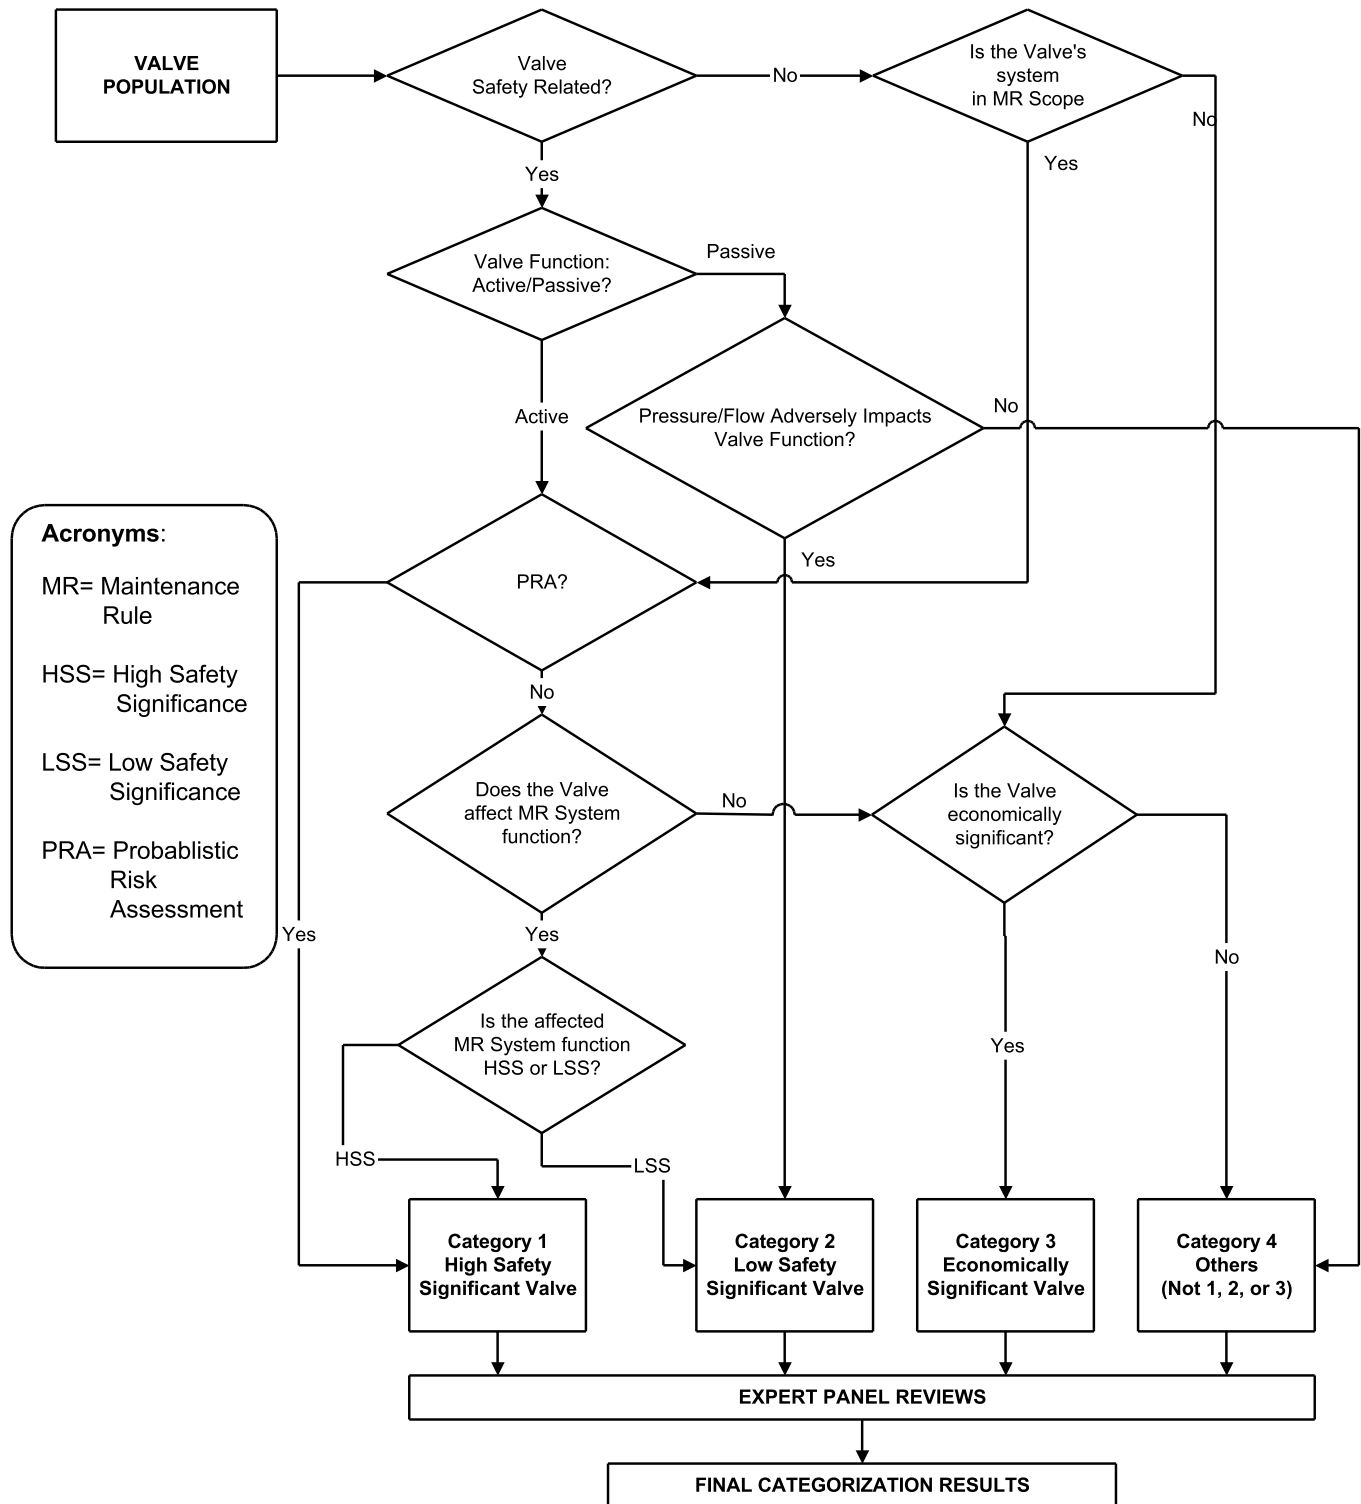 VALVE
POPULATION
Valve
Safety Related?
No
Is the Valve's
system
in MR Scope
No
Yes
Yes
Valve Function:
Active/Passive?
Passive
Active
Pressure/Flow Adversely Impacts
Valve Function?
No
Yes
Acronyms:
MR= Maintenance
Rule
HSS= High Safety
Significance
LSS= Low Safety
Significance
PRA= Probablistic
Risk
Assessment
PRA?
Yes
No
Does the Valve
affect MR System
function?
No
Is the Valve
economically
significant?
Yes
No
Yes
Is the affected
MR System function
HSS or LSS?
HSS
LSS
Category 1
High Safety
Significant Valve
Category 2
Low Safety
Significant Valve
Category 3
Economically
Significant Valve
Category 4
Others
(Not 1, 2, or 3)
EXPERT PANEL REVIEWS
FINAL CATEGORIZATION RESULTS